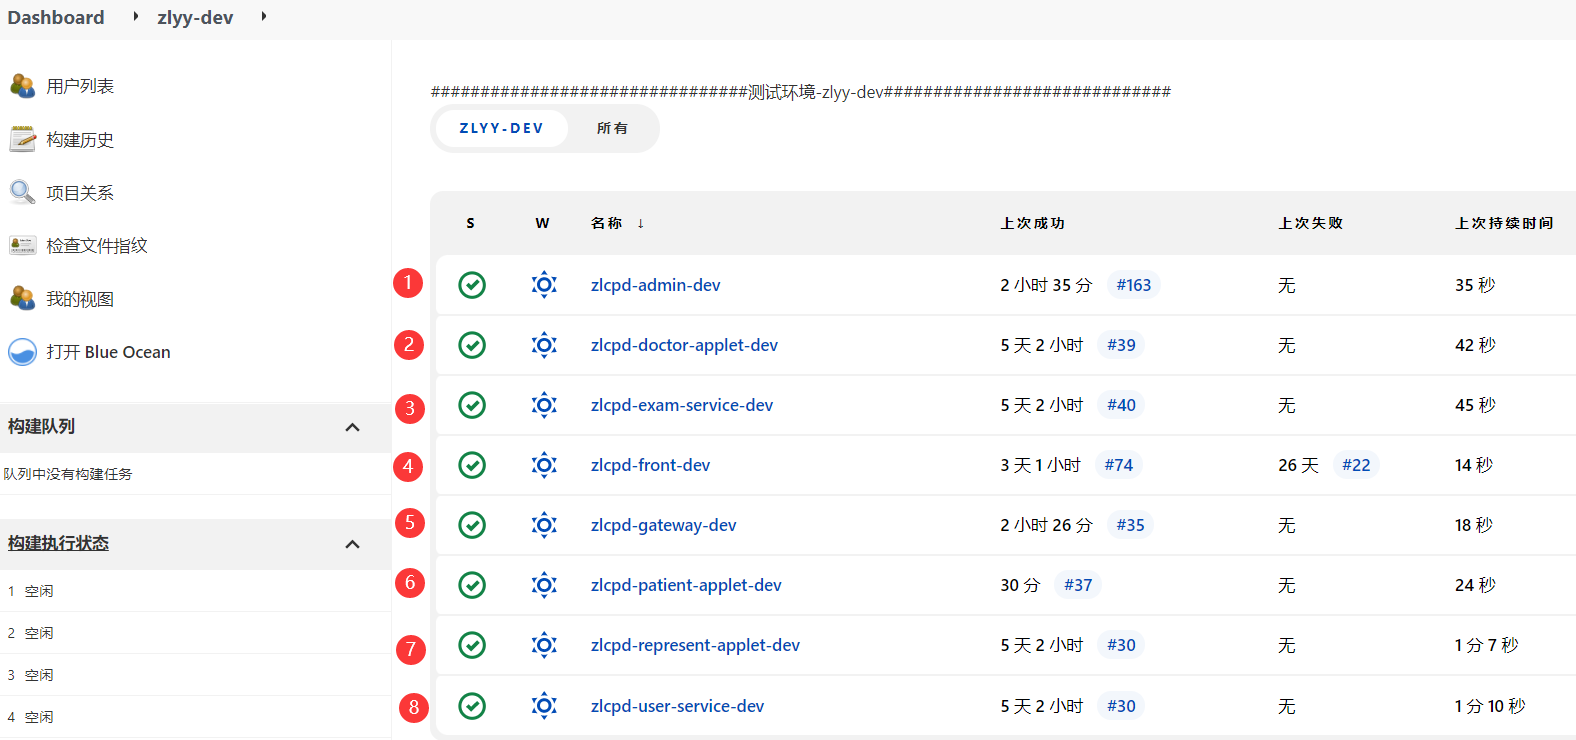 Dashboard zlyy-dev
用户列表
构建历史
项目关系
检查文件指纹
我的视图
打开 Blue Ocean
构建队列
队列中没有构建任务
构建执行状态
1 空闲
2 空闲
3 空闲
4 空闲
################################测试环境-zlyy-dev#############################
ZLYY-DEV 所有
S W 名称 ↓ 上次成功 上次失败 上次持续时间
1 zlcpd-admin-dev 2 小时 35 分 #163 无 35 秒
2 zlcpd-doctor-applet-dev 5 天 2 小时 #39 无 42 秒
3 zlcpd-exam-service-dev 5 天 2 小时 #40 无 45 秒
4 zlcpd-front-dev 3 天 1 小时 #74 26 天 #22 14 秒
5 zlcpd-gateway-dev 2 小时 26 分 #35 无 18 秒
6 zlcpd-patient-applet-dev 30 分 #37 无 24 秒
7 zlcpd-represent-applet-dev 5 天 2 小时 #30 无 1 分 7 秒
8 zlcpd-user-service-dev 5 天 2 小时 #30 无 1 分 10 秒